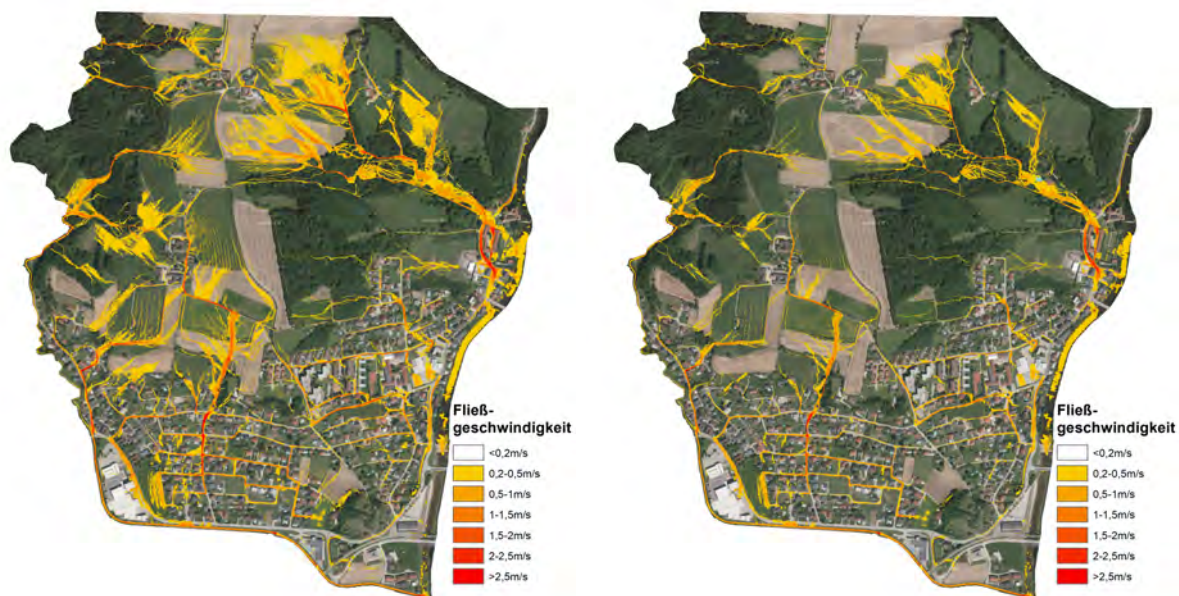 Fließ-
geschwindigkeit
<0,2m/s
0,2-0,5m/s
0,5-1m/s
1-1,5m/s
1,5-2m/s
2-2,5m/s
>2,5m/s
Fließ-
geschwindigkeit
<0,2m/s
0,2-0,5m/s
0,5-1m/s
1-1,5m/s
1,5-2m/s
2-2,5m/s
>2,5m/s